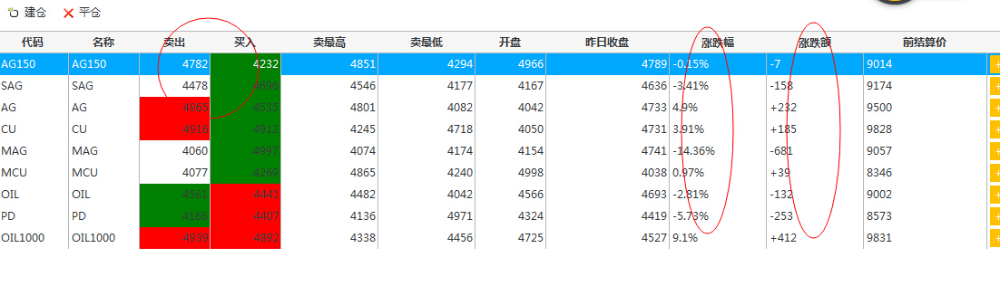 建仓 平仓
代码 名称 卖出 买入 卖最高 卖最低 开盘 昨日收盘 涨跌幅 涨跌额 前结算价
AG150 AG150 4782 4232 4851 4294 4966 4789 -0.15% -7 9014 +
SAG SAG 4478 4696 4546 4177 4167 4636 -3.41% -158 9174 +
AG AG 4965 4535 4801 4082 4042 4733 4.9% +232 9500 +
CU CU 4916 4912 4245 4718 4050 4731 3.91% +185 9828 +
MAG MAG 4060 4997 4074 4174 4154 4741 -14.36% -681 9057 +
MCU MCU 4077 4269 4865 4240 4998 4038 0.97% +39 8346 +
OIL OIL 4561 4441 4482 4042 4566 4693 -2.81% -132 9002 +
PD PD 4166 4407 4136 4971 4324 4419 -5.73% -253 8573 +
OIL1000 OIL1000 4939 4892 4338 4456 4725 4527 9.1% +412 9831 +